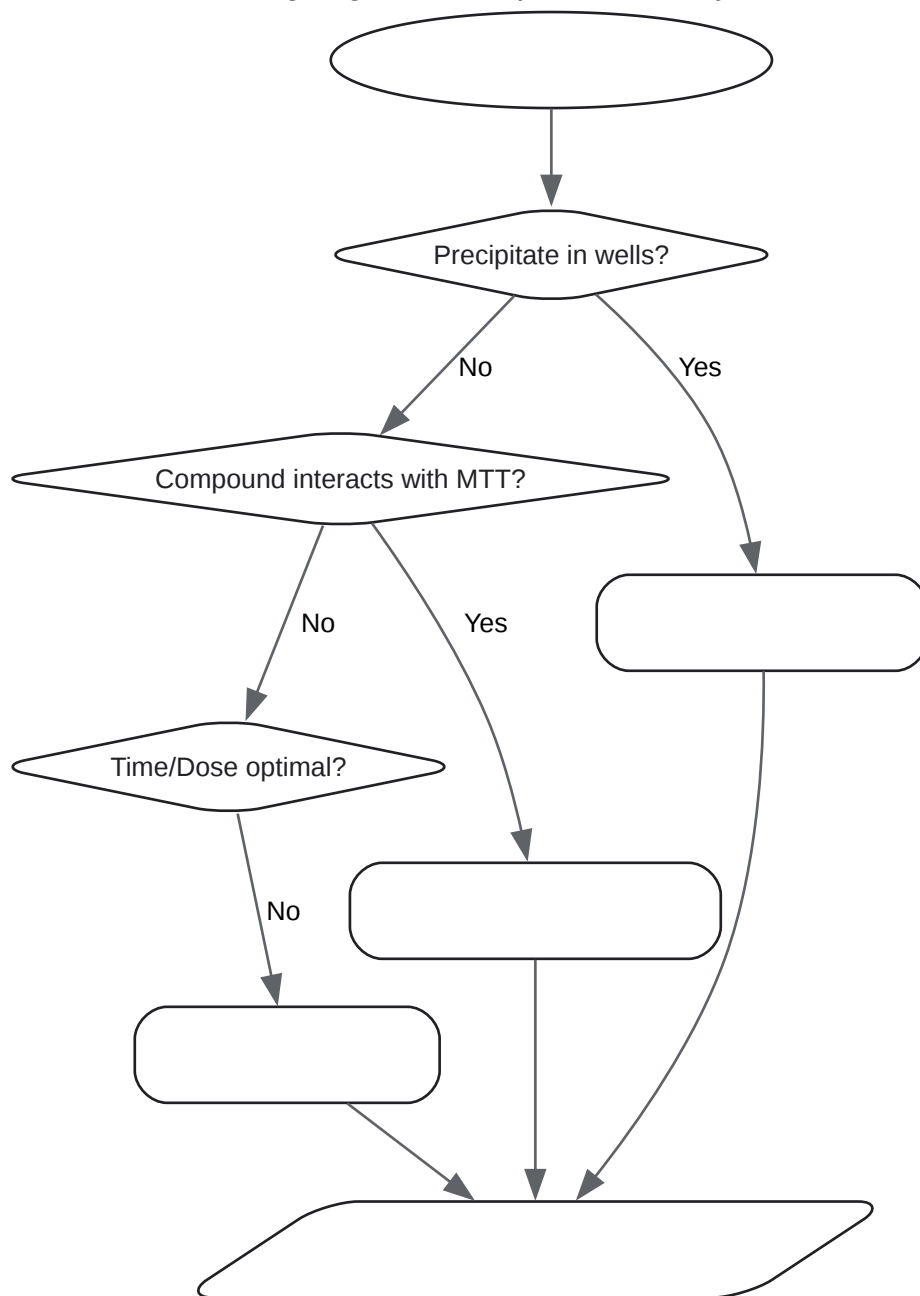 Precipitate in wells?
No
Yes
Compound interacts with MTT?
No
Yes
Time/Dose optimal?
No